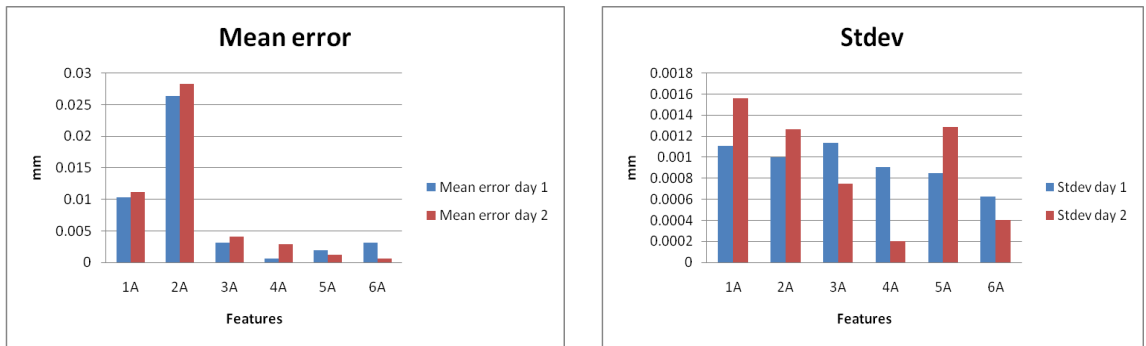 Mean error
0.03
0.025
0.02
0.015
0.01
0.005
0
mm
1A 2A 3A 4A 5A 6A
Features
Mean error day 1
Mean error day 2
Stdev
0.0018
0.0016
0.0014
0.0012
0.001
0.0008
0.0006
0.0004
0.0002
0
mm
1A 2A 3A 4A 5A 6A
Features
Stdev day 1
Stdev day 2